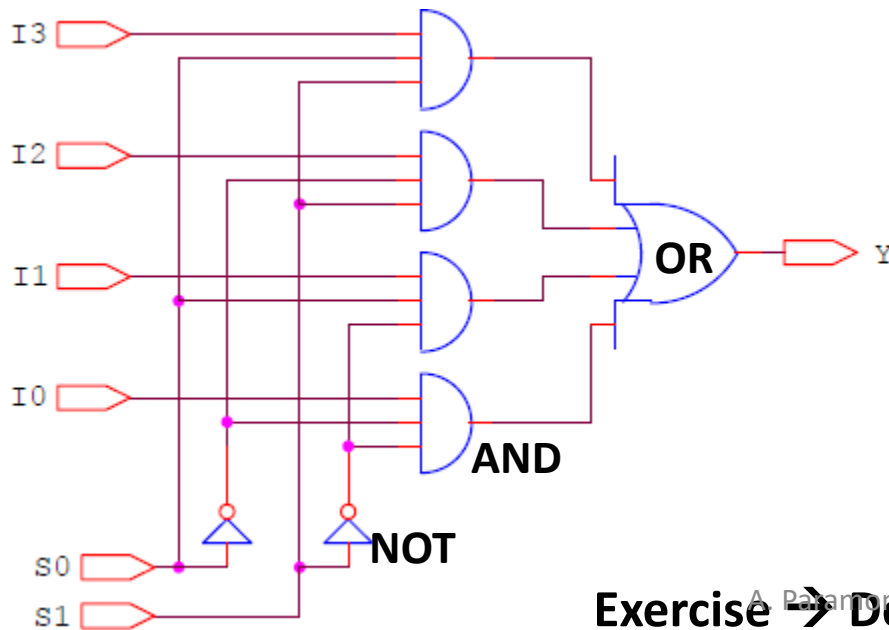 I3
I2
I1
I0
OR
Y
AND
NOT
S0
S1
Exercise →